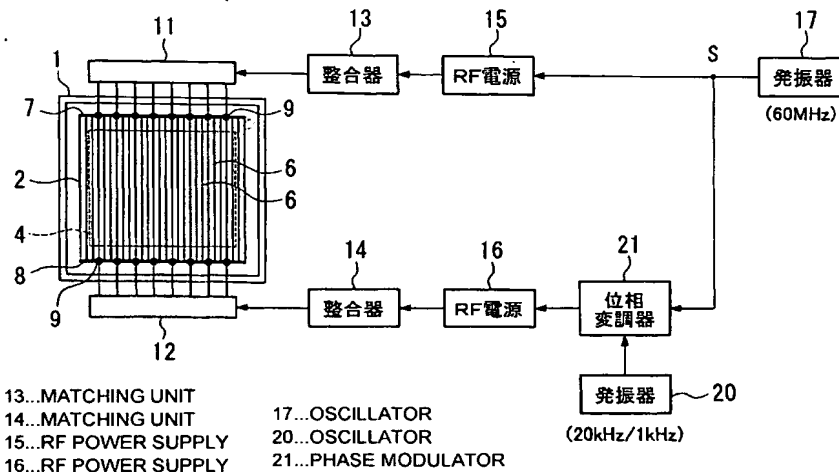 11
13
15
17
1
整合器
RF電源
S
発振器
(60MHz)
7
9
6
2
6
4
14
16
21
8
整合器
RF電源
位相
変調器
9
12
発振器
20
(20kHz/1kHz)
13...MATCHING UNIT
14...MATCHING UNIT
15...RF POWER SUPPLY
16...RF POWER SUPPLY
17...OSCILLATOR
20...OSCILLATOR
21...PHASE MODULATOR